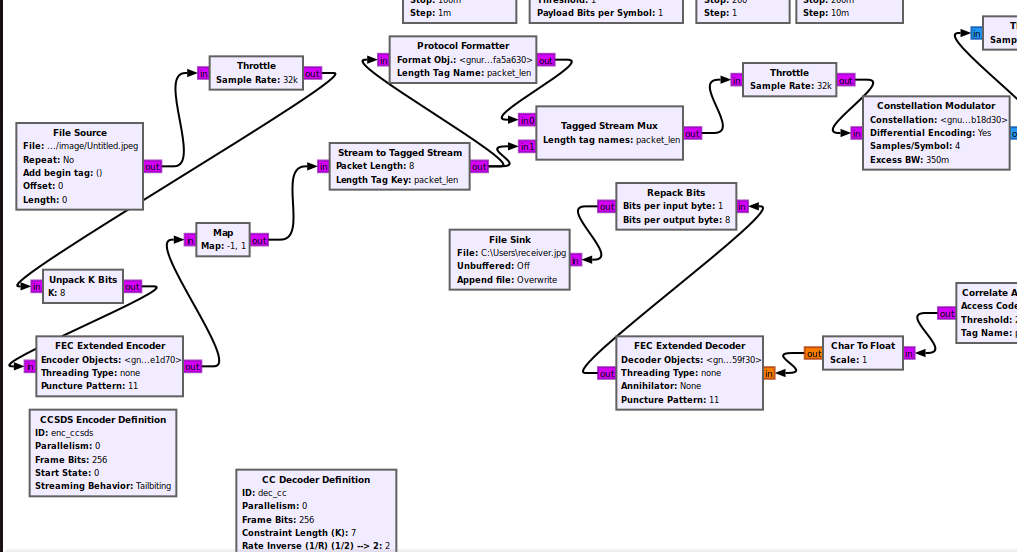 Step: 1m
Payload Bits per Symbol: 1
Step: 1
Step: 10m
Throttle
Sample Rate: 32k
in
out
Protocol Formatter
Format Obj.: <gnur...fa5a630>
Length Tag Name: packet_len
in
out
in
Samp
Throttle
Sample Rate: 32k
in
out
Constellation Modulator
Constellation: <gnu...b18d30>
Differential Encoding: Yes
Samples/Symbol: 4
Excess BW: 350m
in
Tagged Stream Mux
Length tag names: packet_len
in0
in1
out
File Source
File: .../image/Untitled.jpeg
Repeat: No
Add begin tag: ()
Offset: 0
Length: 0
out
Stream to Tagged Stream
Packet Length: 8
Length Tag Key: packet_len
in
out
Repack Bits
Bits per input byte: 1
Bits per output byte: 8
out
in
Map
Map: -1, 1
in
out
File Sink
File: C:\Users\receiver.jpg
Unbuffered: Off
Append file: Overwrite
in
Unpack K Bits
K: 8
in
out
Correlate A
Access Code
Threshold:
Tag Name:
out
FEC Extended Encoder
Encoder Objects: <gn...e1d70>
Threading Type: none
Puncture Pattern: 11
in
out
FEC Extended Decoder
Decoder Objects: <gn...59f30>
Threading Type: none
Annihilator: None
Puncture Pattern: 11
out
in
Char To Float
Scale: 1
out
in
CCSDS Encoder Definition
ID: enc_ccsds
Parallelism: 0
Frame Bits: 256
Start State: 0
Streaming Behavior: Tailbiting
CC Decoder Definition
ID: dec_cc
Parallelism: 0
Frame Bits: 256
Constraint Length (K): 7
Rate Inverse (1/R) (1/2) --> 2: 2